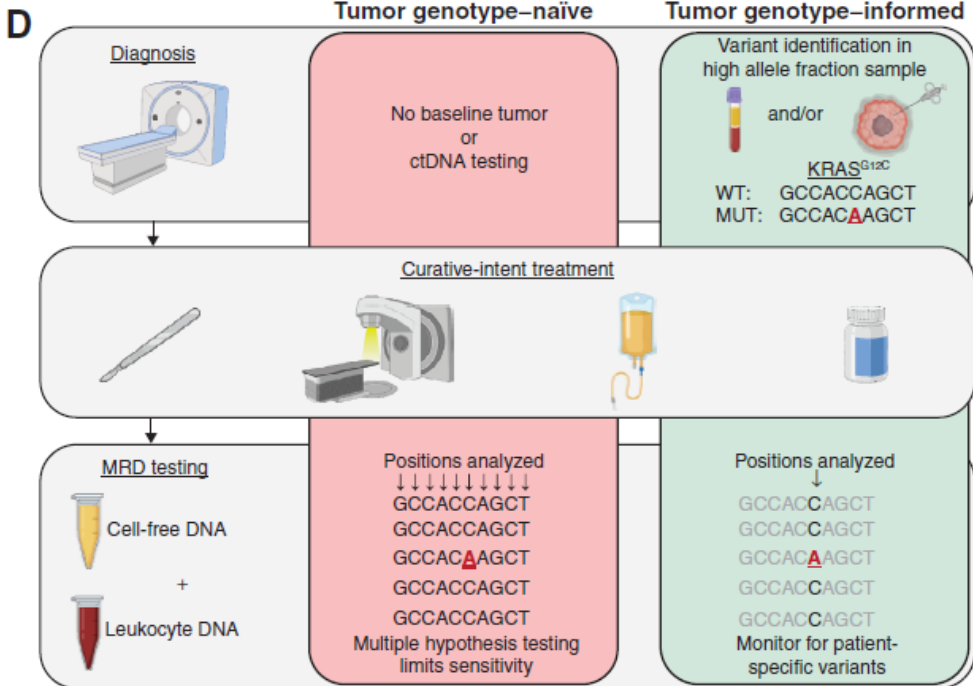 D
Tumor genotype–naïve
Tumor genotype–informed
Diagnosis
No baseline tumor
or
ctDNA testing
Variant identification in
high allele fraction sample
and/or
KRASG12C
WT: GCCACCAGCT
MUT: GCCACAAGCT
Curative-intent treatment
MRD testing
Cell-free DNA
+
Leukocyte DNA
Positions analyzed
↓↓↓↓↓↓↓↓↓↓
GCCACCAGCT
GCCACCAGCT
GCCACAAGCT
GCCACCAGCT
GCCACCAGCT
Multiple hypothesis testing
limits sensitivity
Positions analyzed
↓
GCCACCAGCT
GCCACCAGCT
GCCACAAGCT
GCCACCAGCT
GCCACCAGCT
Monitor for patient-
specific variants